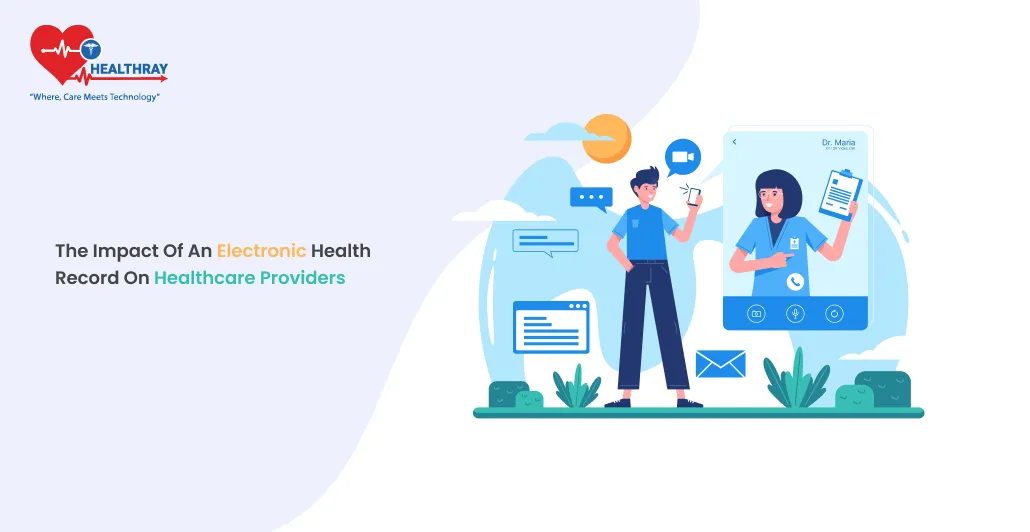 HEALTHRAY
"Where, Care Meets Technology"
The Impact Of An Electronic Health
Record On Healthcare Providers
Dr. Maria